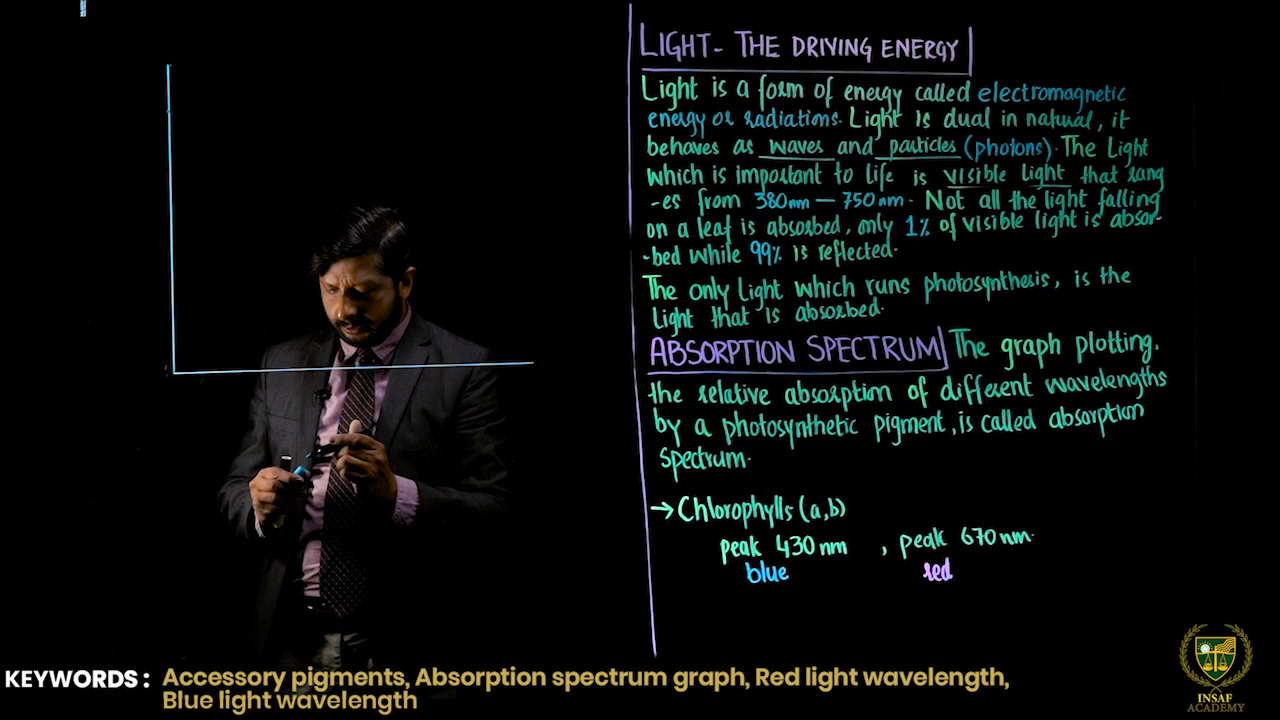 LIGHT- THE DRIVING ENERGY
Light is a form of energy called electromagnetic
energy or radiations. Light is dual in natural, it
behaves as waves and particles (photons). The Light
which is important to life is visible light that rang
-es from 380nm — 750nm. Not all the light falling
on a leaf is absorbed, only 1% of visible light is absor-
-bed while 99% is reflected.
The only light which runs photosynthesis, is the
light that is absorbed.
ABSORPTION SPECTRUM The graph plotting,
the relative absorption of different wavelengths
by a photosynthetic pigment, is called absorption
spectrum.
→ Chlorophylls (a,b)
peak 430nm , peak 670nm.
blue red
KEYWORDS : Accessory pigments, Absorption spectrum graph, Red light wavelength,
Blue light wavelength
INSAF
ACADEMY